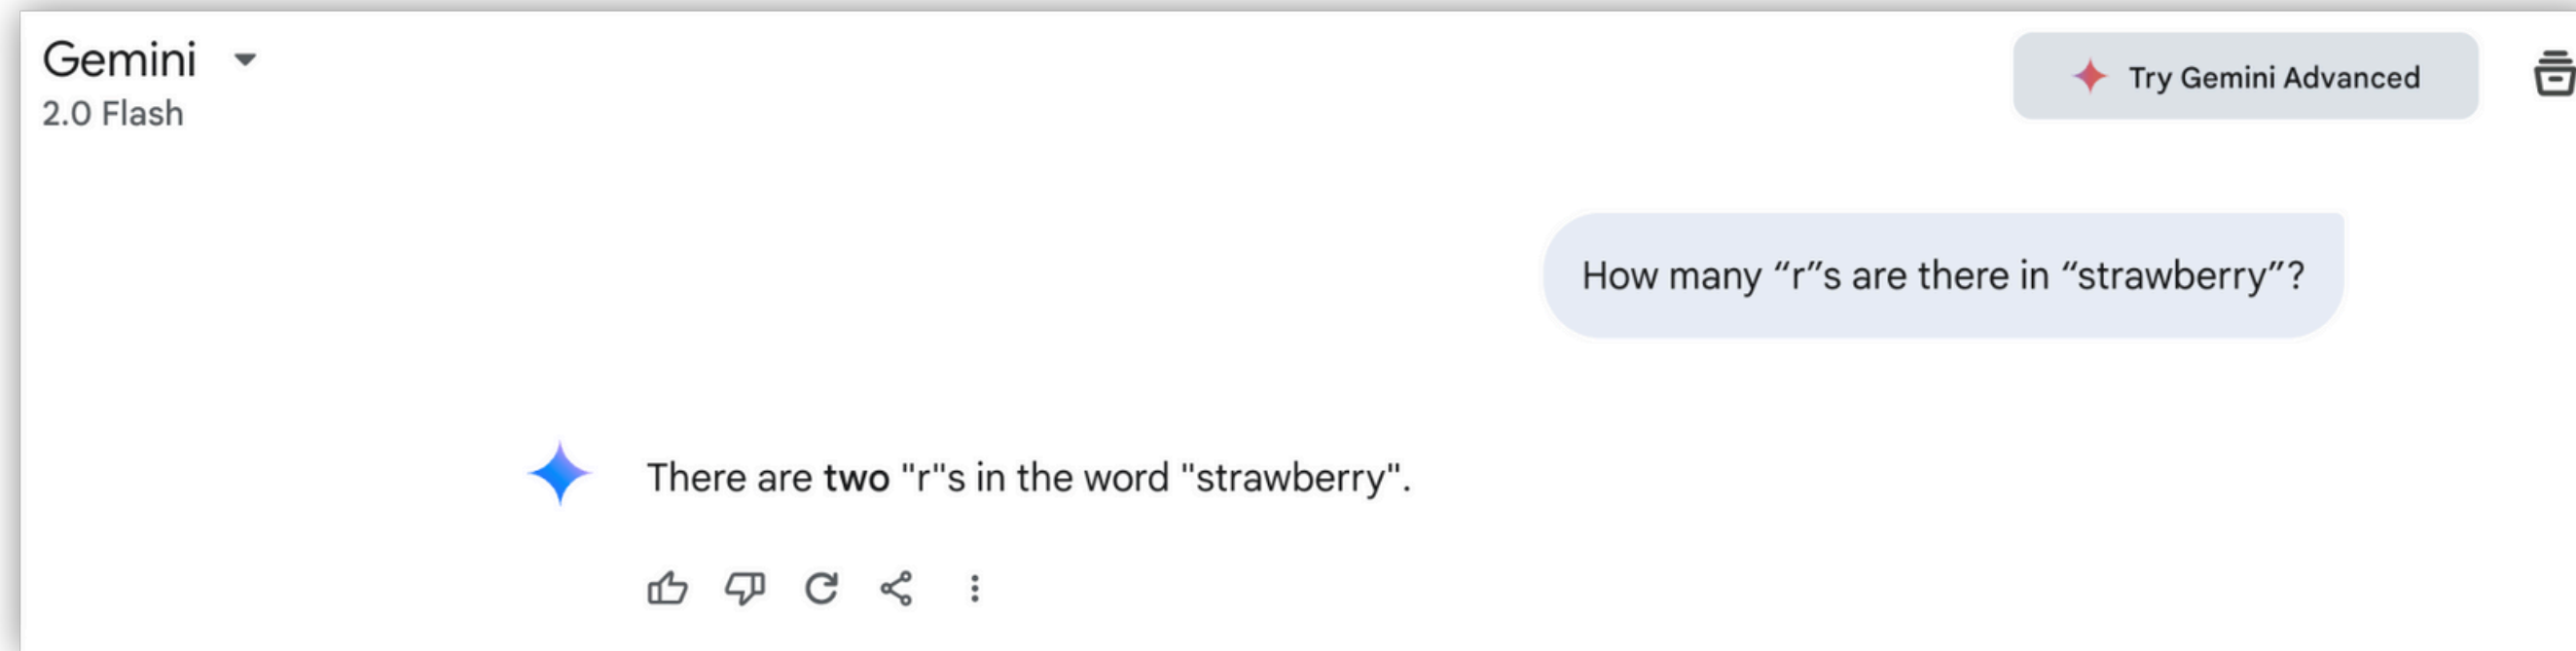 Gemini
2.0 Flash
Try Gemini Advanced
How many “r”s are there in “strawberry”?
There are two "r"s in the word "strawberry".